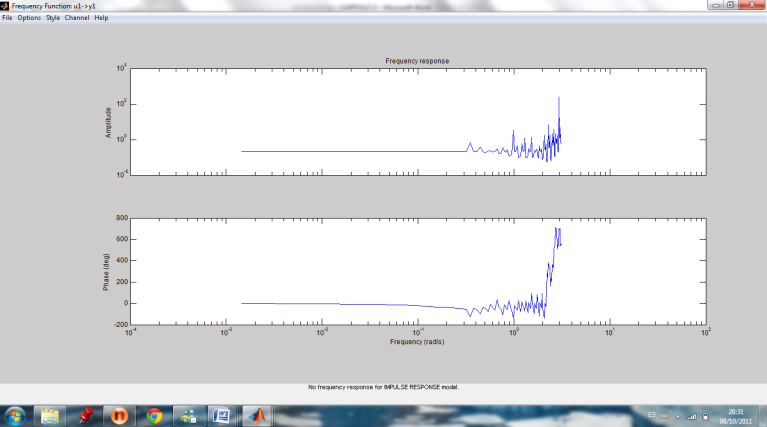 Frequency Function: u1->y1
File Options Style Channel Help
Frequency response
10^4
10^2
10^0
10^-2
Amplitude
800
600
400
200
0
-200
Phase (deg)
10^-4 10^-3 10^-2 10^-1 10^0 10^1 10^2
Frequency (rad/s)
No frequency response for IMPULSE RESPONSE model.
ES
20:31
08/10/2011